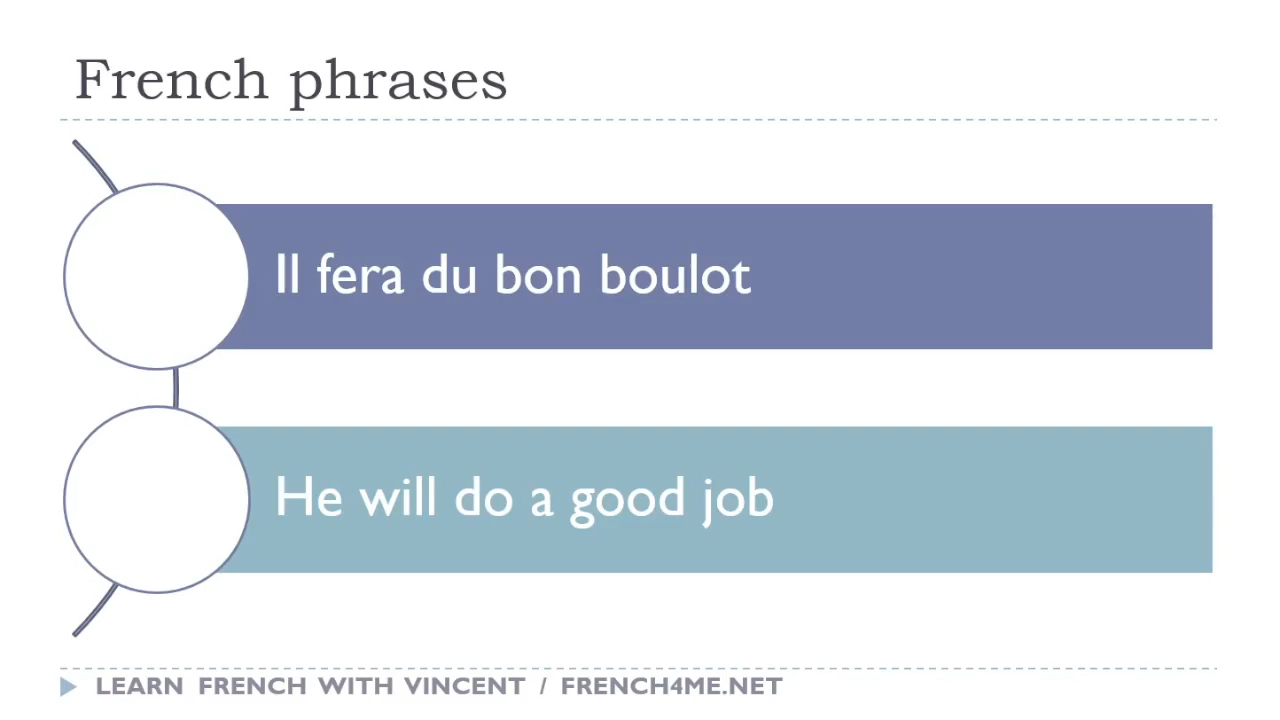 French phrases
Il fera du bon boulot
He will do a good job
LEARN FRENCH WITH VINCENT / FRENCH4ME.NET